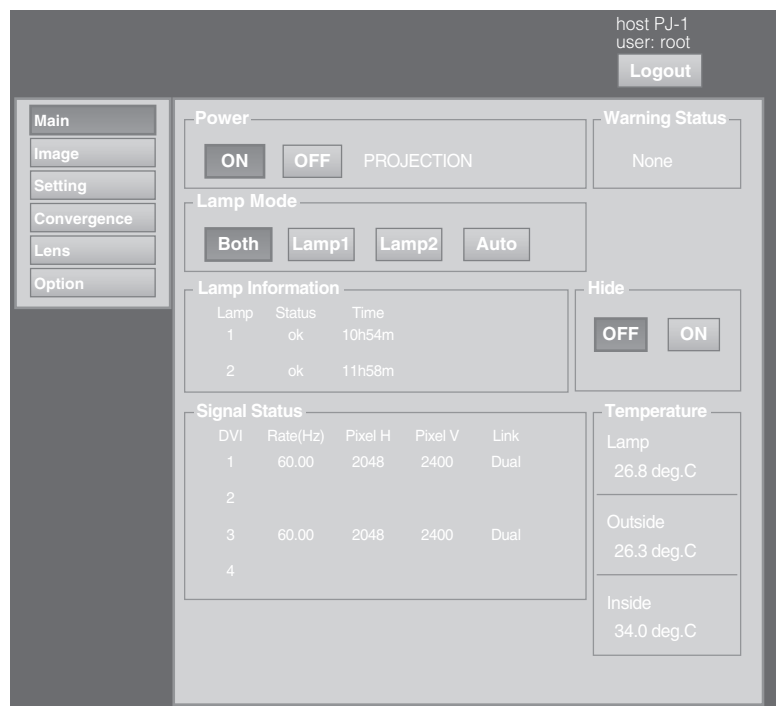 host PJ-1
user: root
Logout
Main
Image
Setting
Convergence
Lens
Option
Power
ON OFF PROJECTION
Warning Status
None
Lamp Mode
Both Lamp1 Lamp2 Auto
Lamp Information
Lamp Status Time
1 ok 10h54m
2 ok 11h58m
Hide
OFF ON
Signal Status
DVI Rate(Hz) Pixel H Pixel V Link
1 60.00 2048 2400 Dual
2
3 60.00 2048 2400 Dual
4
Temperature
Lamp
26.8 deg.C
Outside
26.3 deg.C
Inside
34.0 deg.C